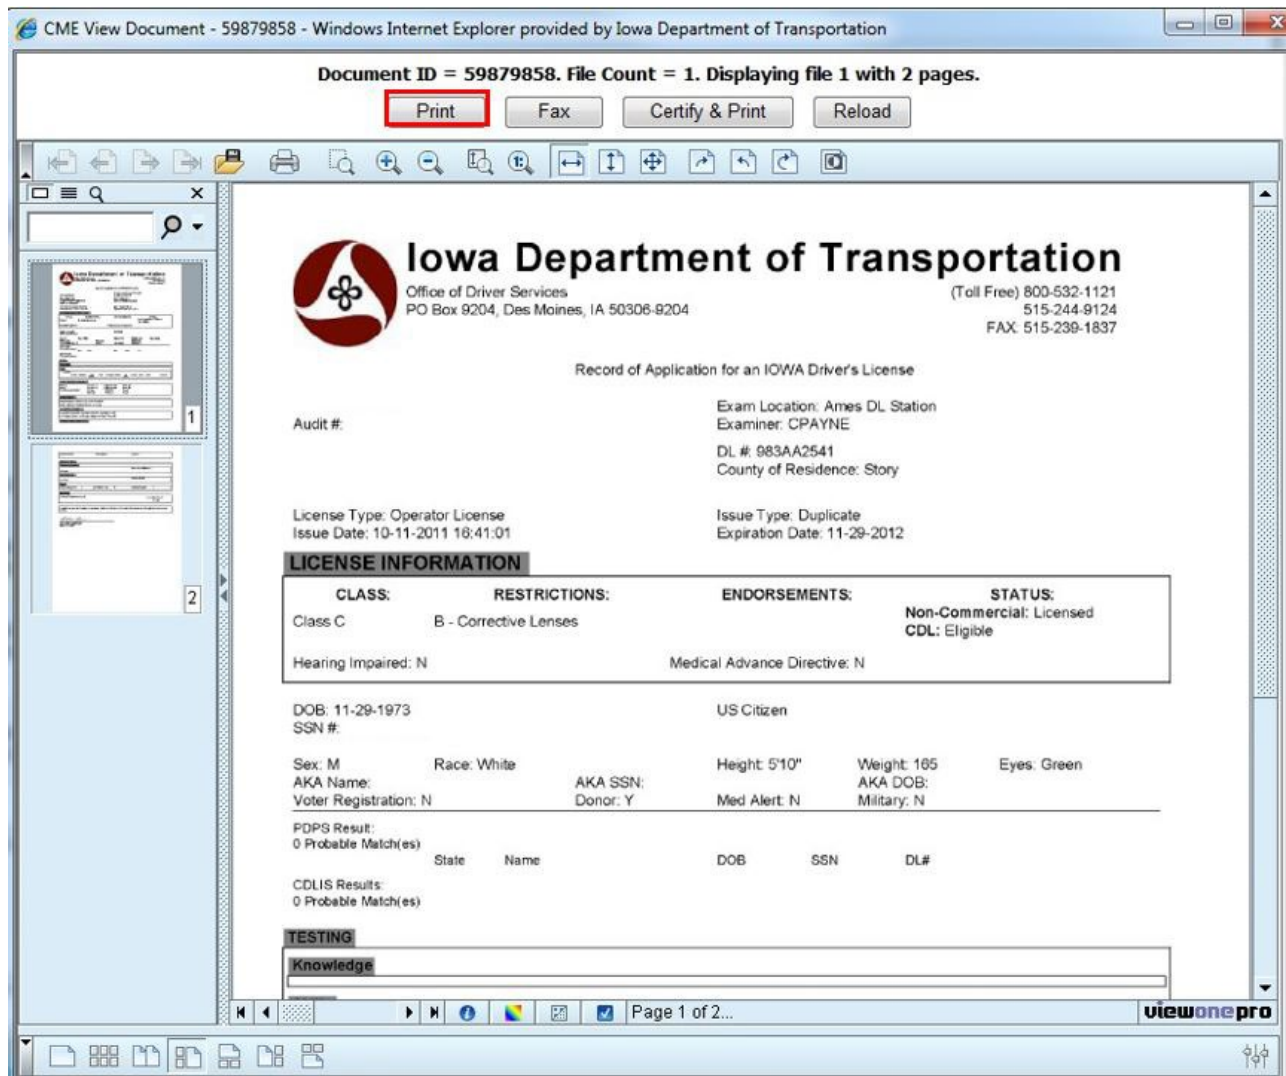 CME View Document - 59879858 - Windows Internet Explorer provided by Iowa Department of Transportation
Document ID = 59879858. File Count = 1. Displaying file 1 with 2 pages.
Print Fax Certify & Print Reload
Iowa Department of Transportation
Office of Driver Services (Toll Free) 800-532-1121
PO Box 9204, Des Moines, IA 50306-9204 515-244-9124
FAX: 515-239-1837
Record of Application for an IOWA Driver's License
Exam Location: Ames DL Station
Audit #: Examiner: CPAYNE
DL #: 983AA2541
County of Residence: Story
License Type: Operator License Issue Type: Duplicate
Issue Date: 10-11-2011 16:41:01 Expiration Date: 11-29-2012
LICENSE INFORMATION
CLASS: RESTRICTIONS: ENDORSEMENTS: STATUS:
Class C B - Corrective Lenses Non-Commercial: Licensed
CDL: Eligible
Hearing Impaired: N Medical Advance Directive: N
DOB: 11-29-1973 US Citizen
SSN #:
Sex: M Race: White Height: 5'10" Weight: 165 Eyes: Green
AKA Name: AKA SSN: AKA DOB:
Voter Registration: N Donor: Y Med Alert: N Military: N
PDPS Result:
0 Probable Match(es)
State Name DOB SSN DL#
CDLIS Results:
0 Probable Match(es)
TESTING
Knowledge
1
2
Page 1 of 2...
viewonepro